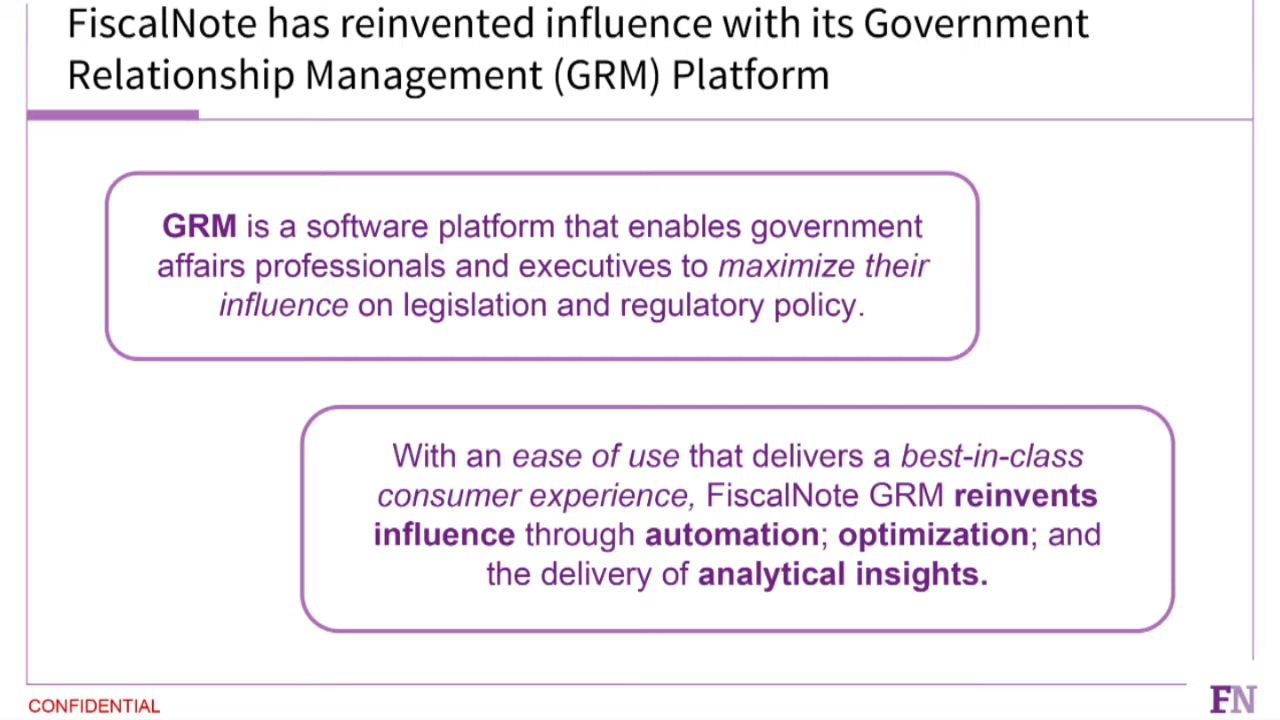 FiscalNote has reinvented influence with its Government
Relationship Management (GRM) Platform
GRM is a software platform that enables government
affairs professionals and executives to maximize their
influence on legislation and regulatory policy.
With an ease of use that delivers a best-in-class
consumer experience, FiscalNote GRM reinvents
influence through automation; optimization; and
the delivery of analytical insights.
CONFIDENTIAL
FN